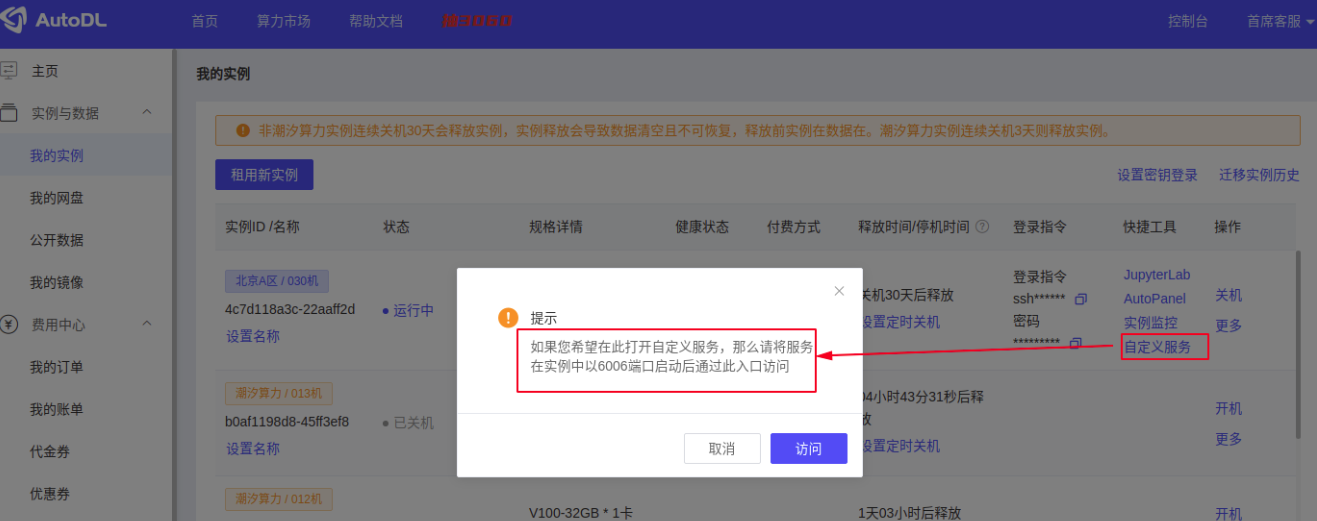 AutoDL
首页
算力市场
帮助文档
抽3060
控制台
首席客服
主页
实例与数据
我的实例
我的网盘
公开数据
我的镜像
费用中心
我的订单
我的账单
代金券
优惠券
我的实例
非潮汐算力实例连续关机30天会释放实例，实例释放会导致数据清空且不可恢复，释放前实例在数据在。潮汐算力实例连续关机3天则释放实例。
租用新实例
设置密钥登录
迁移实例历史
实例ID /名称
状态
规格详情
健康状态
付费方式
释放时间/停机时间
登录指令
快捷工具
操作
北京A区 / 030机
4c7d118a3c-22aaff2d
设置名称
运行中
关机30天后释放
设置定时关机
登录指令
ssh******
密码
*********
JupyterLab
AutoPanel
实例监控
自定义服务
关机
更多
提示
如果您希望在此打开自定义服务，那么请将服务
在实例中以6006端口启动后通过此入口访问
取消
访问
潮汐算力 / 013机
b0af1198d8-45ff3ef8
设置名称
已关机
04小时43分31秒后释
放
设置定时关机
开机
更多
潮汐算力 / 012机
V100-32GB * 1卡
1天03小时后释放
开机